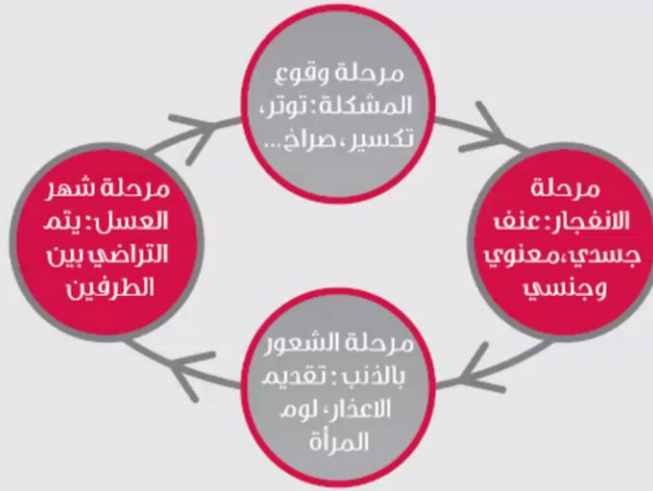 مرحلة وقوع
المشكلة: توتر،
تكسير، صراخ...
مرحلة
الانفجار: عنف
جسدي،معنوي
وجنسي
مرحلة الشعور
بالذنب: تقديم
الاعذار، لوم
المرأة
مرحلة شهر
العسل: يتم
التراضي بين
الطرفين